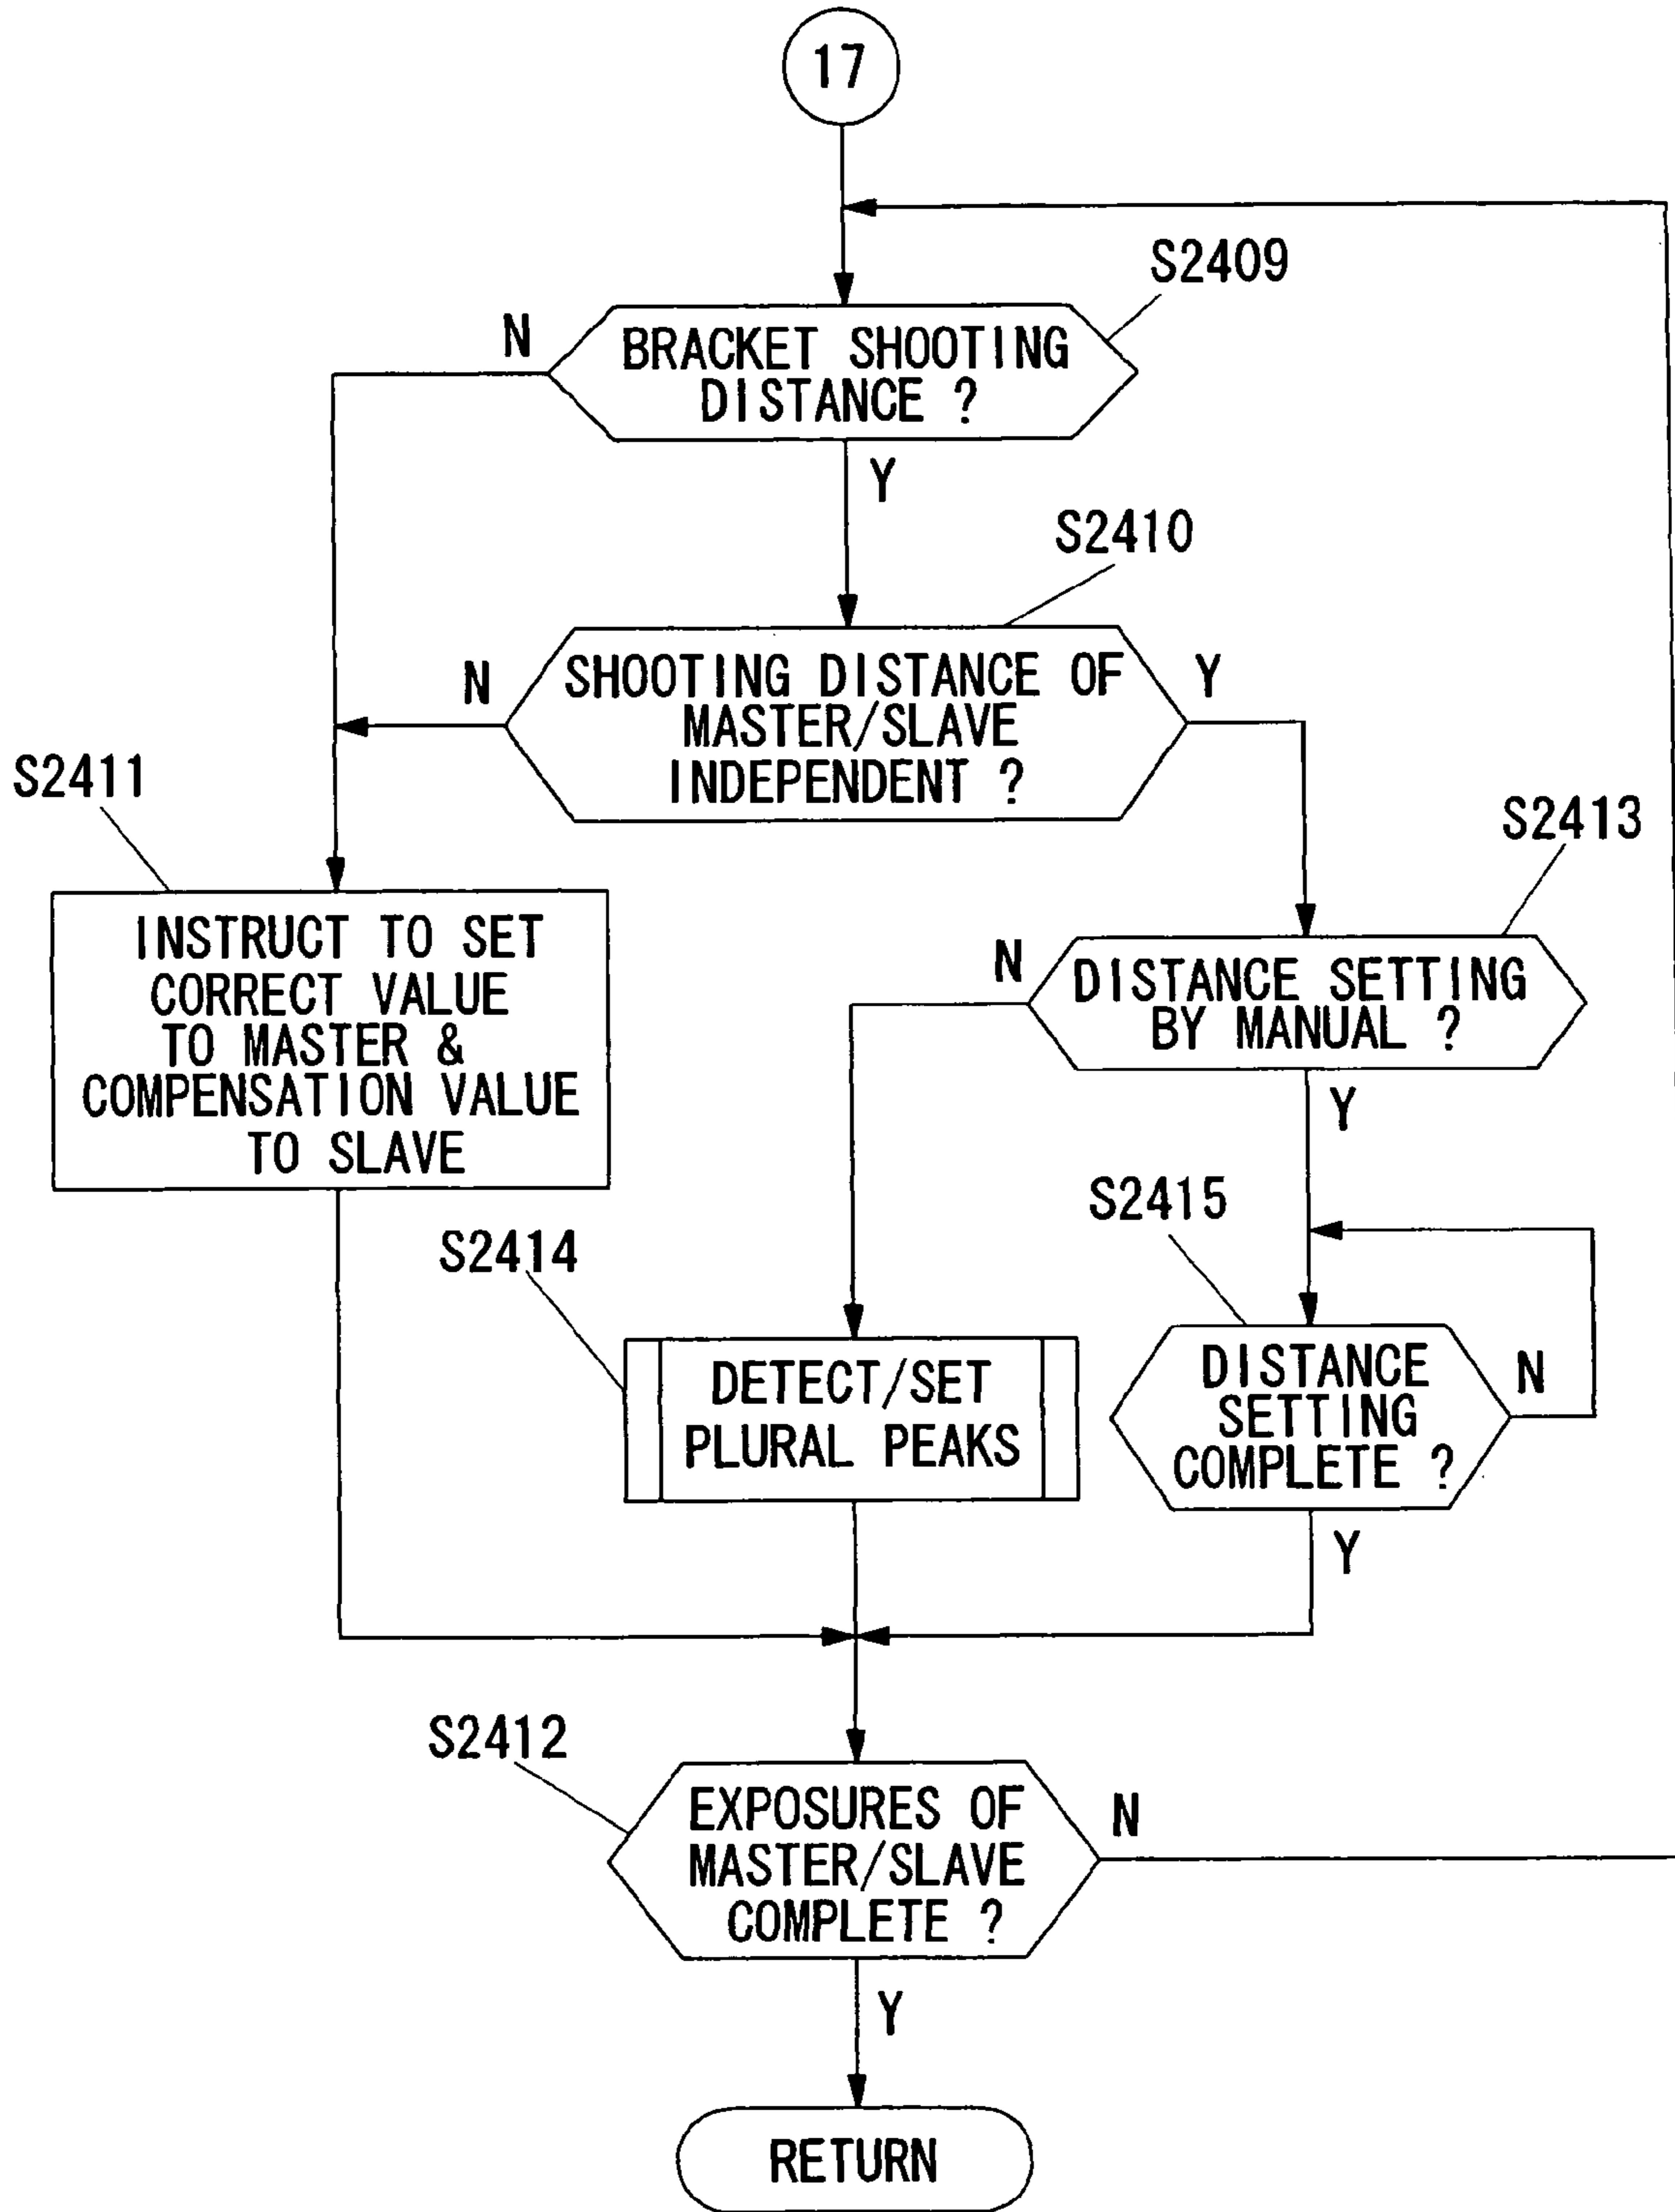 17
S2409
N
BRACKET SHOOTING
DISTANCE ?
Y
S2410
N
SHOOTING DISTANCE OF
MASTER/SLAVE
INDEPENDENT ?
Y
S2411
S2413
INSTRUCT TO SET
CORRECT VALUE
TO MASTER &
COMPENSATION VALUE
TO SLAVE
N
DISTANCE SETTING
BY MANUAL ?
Y
S2415
S2414
DETECT/SET
PLURAL PEAKS
DISTANCE
SETTING
COMPLETE ?
N
Y
S2412
EXPOSURES OF
MASTER/SLAVE
COMPLETE ?
N
Y
RETURN